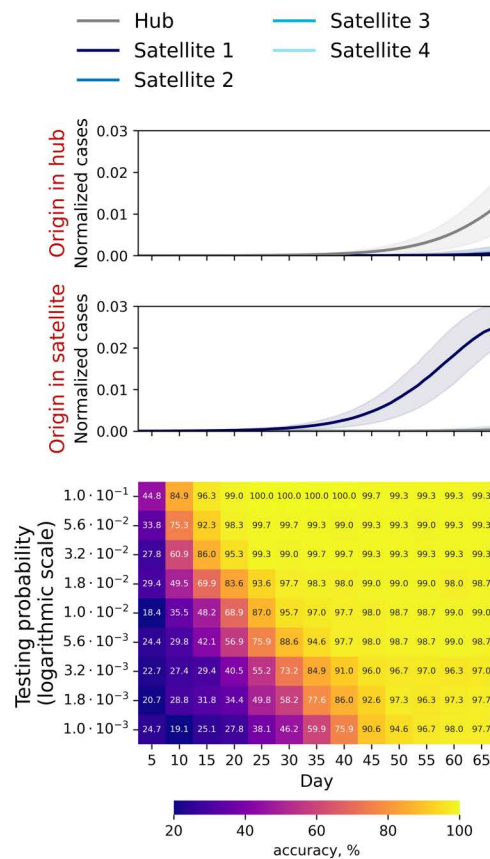 Hub
Satellite 1
Satellite 2
Satellite 3
Satellite 4
Origin in hub
Normalized cases
0.03
0.02
0.01
0.00
Origin in satellite
Normalized cases
0.03
0.02
0.01
0.00
Testing probability
(logarithmic scale)
1.0 · 10⁻¹ 44.8 84.9 96.3 99.0 100.0 100.0 100.0 99.7 99.3 99.3 99.3 99.3 99.3
5.6 · 10⁻² 33.8 75.3 92.3 98.3 99.7 99.7 99.3 99.0 99.7 99.3 99.3 99.3 99.3
3.2 · 10⁻² 27.8 60.9 86.0 95.3 99.3 99.0 99.7 99.3 99.3 99.3 99.3 99.3 99.3
1.8 · 10⁻² 29.4 49.5 69.9 83.6 93.6 97.7 98.3 98.0 99.0 99.0 99.0 98.0 98.7
1.0 · 10⁻² 18.4 35.5 48.2 68.9 87.0 95.7 97.0 97.7 98.0 98.7 98.7 99.0 98.7
5.6 · 10⁻³ 24.4 29.8 42.1 56.9 75.9 88.6 94.6 97.7 98.0 98.7 98.7 99.0 98.7
3.2 · 10⁻³ 22.7 27.4 29.4 40.5 55.2 73.2 84.9 91.0 96.0 96.7 97.0 96.3 97.0
1.8 · 10⁻³ 20.7 28.8 31.8 34.4 49.8 58.2 77.6 86.0 92.6 97.3 96.3 97.3 97.7
1.0 · 10⁻³ 24.7 19.1 25.1 27.8 38.1 46.2 59.9 75.9 90.6 94.6 96.7 98.0 97.7
5 10 15 20 25 30 35 40 45 50 55 60 65
Day
20 40 60 80 100
accuracy, %